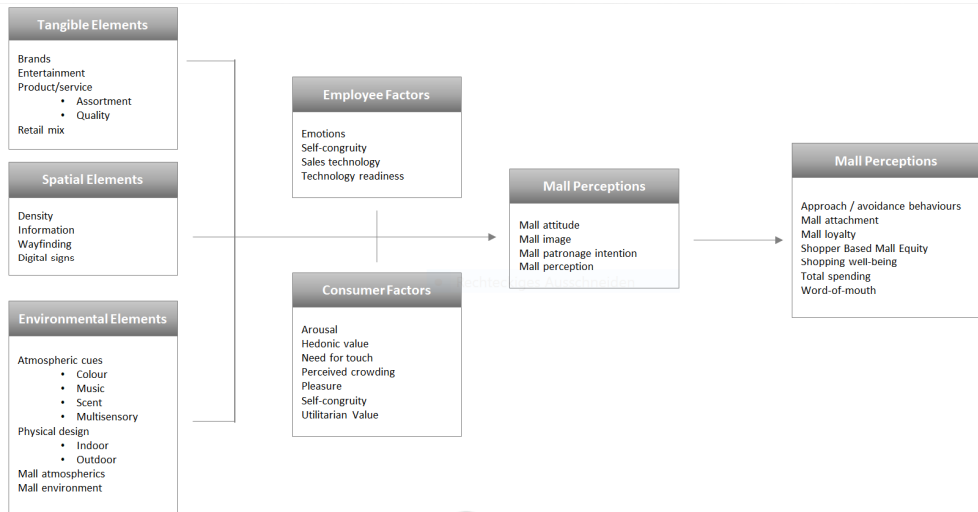 Tangible Elements
Brands
Entertainment
Product/service
• Assortment
• Quality
Retail mix
Spatial Elements
Density
Information
Wayfinding
Digital signs
Environmental Elements
Atmospheric cues
• Colour
• Music
• Scent
• Multisensory
Physical design
• Indoor
• Outdoor
Mall atmospherics
Mall environment
Employee Factors
Emotions
Self-congruity
Sales technology
Technology readiness
Consumer Factors
Arousal
Hedonic value
Need for touch
Perceived crowding
Pleasure
Self-congruity
Utilitarian Value
Mall Perceptions
Mall attitude
Mall image
Mall patronage intention
Mall perception
Rechteckiges Ausschneiden
Mall Perceptions
Approach / avoidance behaviours
Mall attachment
Mall loyalty
Shopper Based Mall Equity
Shopping well-being
Total spending
Word-of-mouth